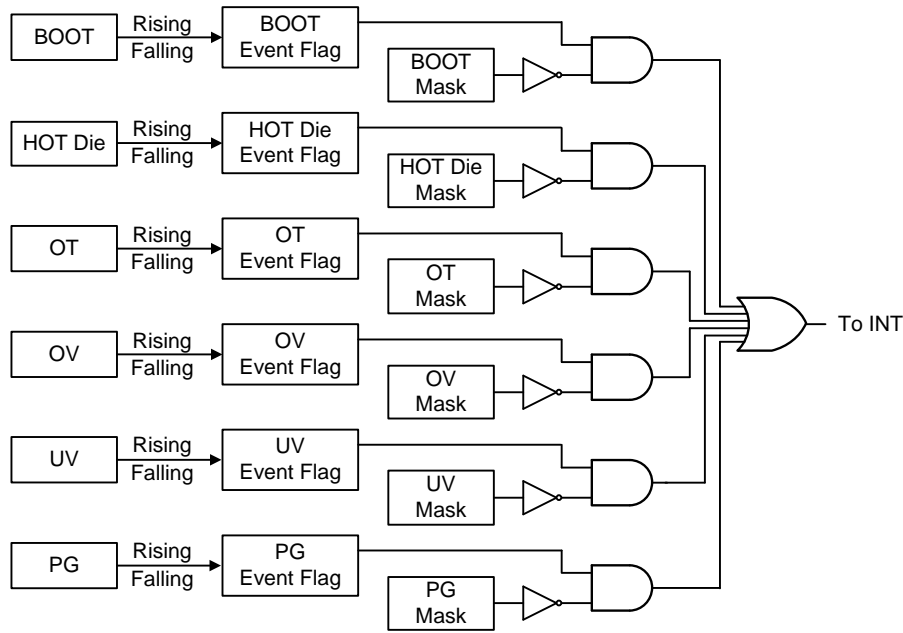 BOOT
Rising
Falling
BOOT
Event Flag
BOOT
Mask
HOT Die
Rising
Falling
HOT Die
Event Flag
HOT Die
Mask
OT
Rising
Falling
OT
Event Flag
OT
Mask
To INT
OV
Rising
Falling
OV
Event Flag
OV
Mask
UV
Rising
Falling
UV
Event Flag
UV
Mask
PG
Rising
Falling
PG
Event Flag
PG
Mask